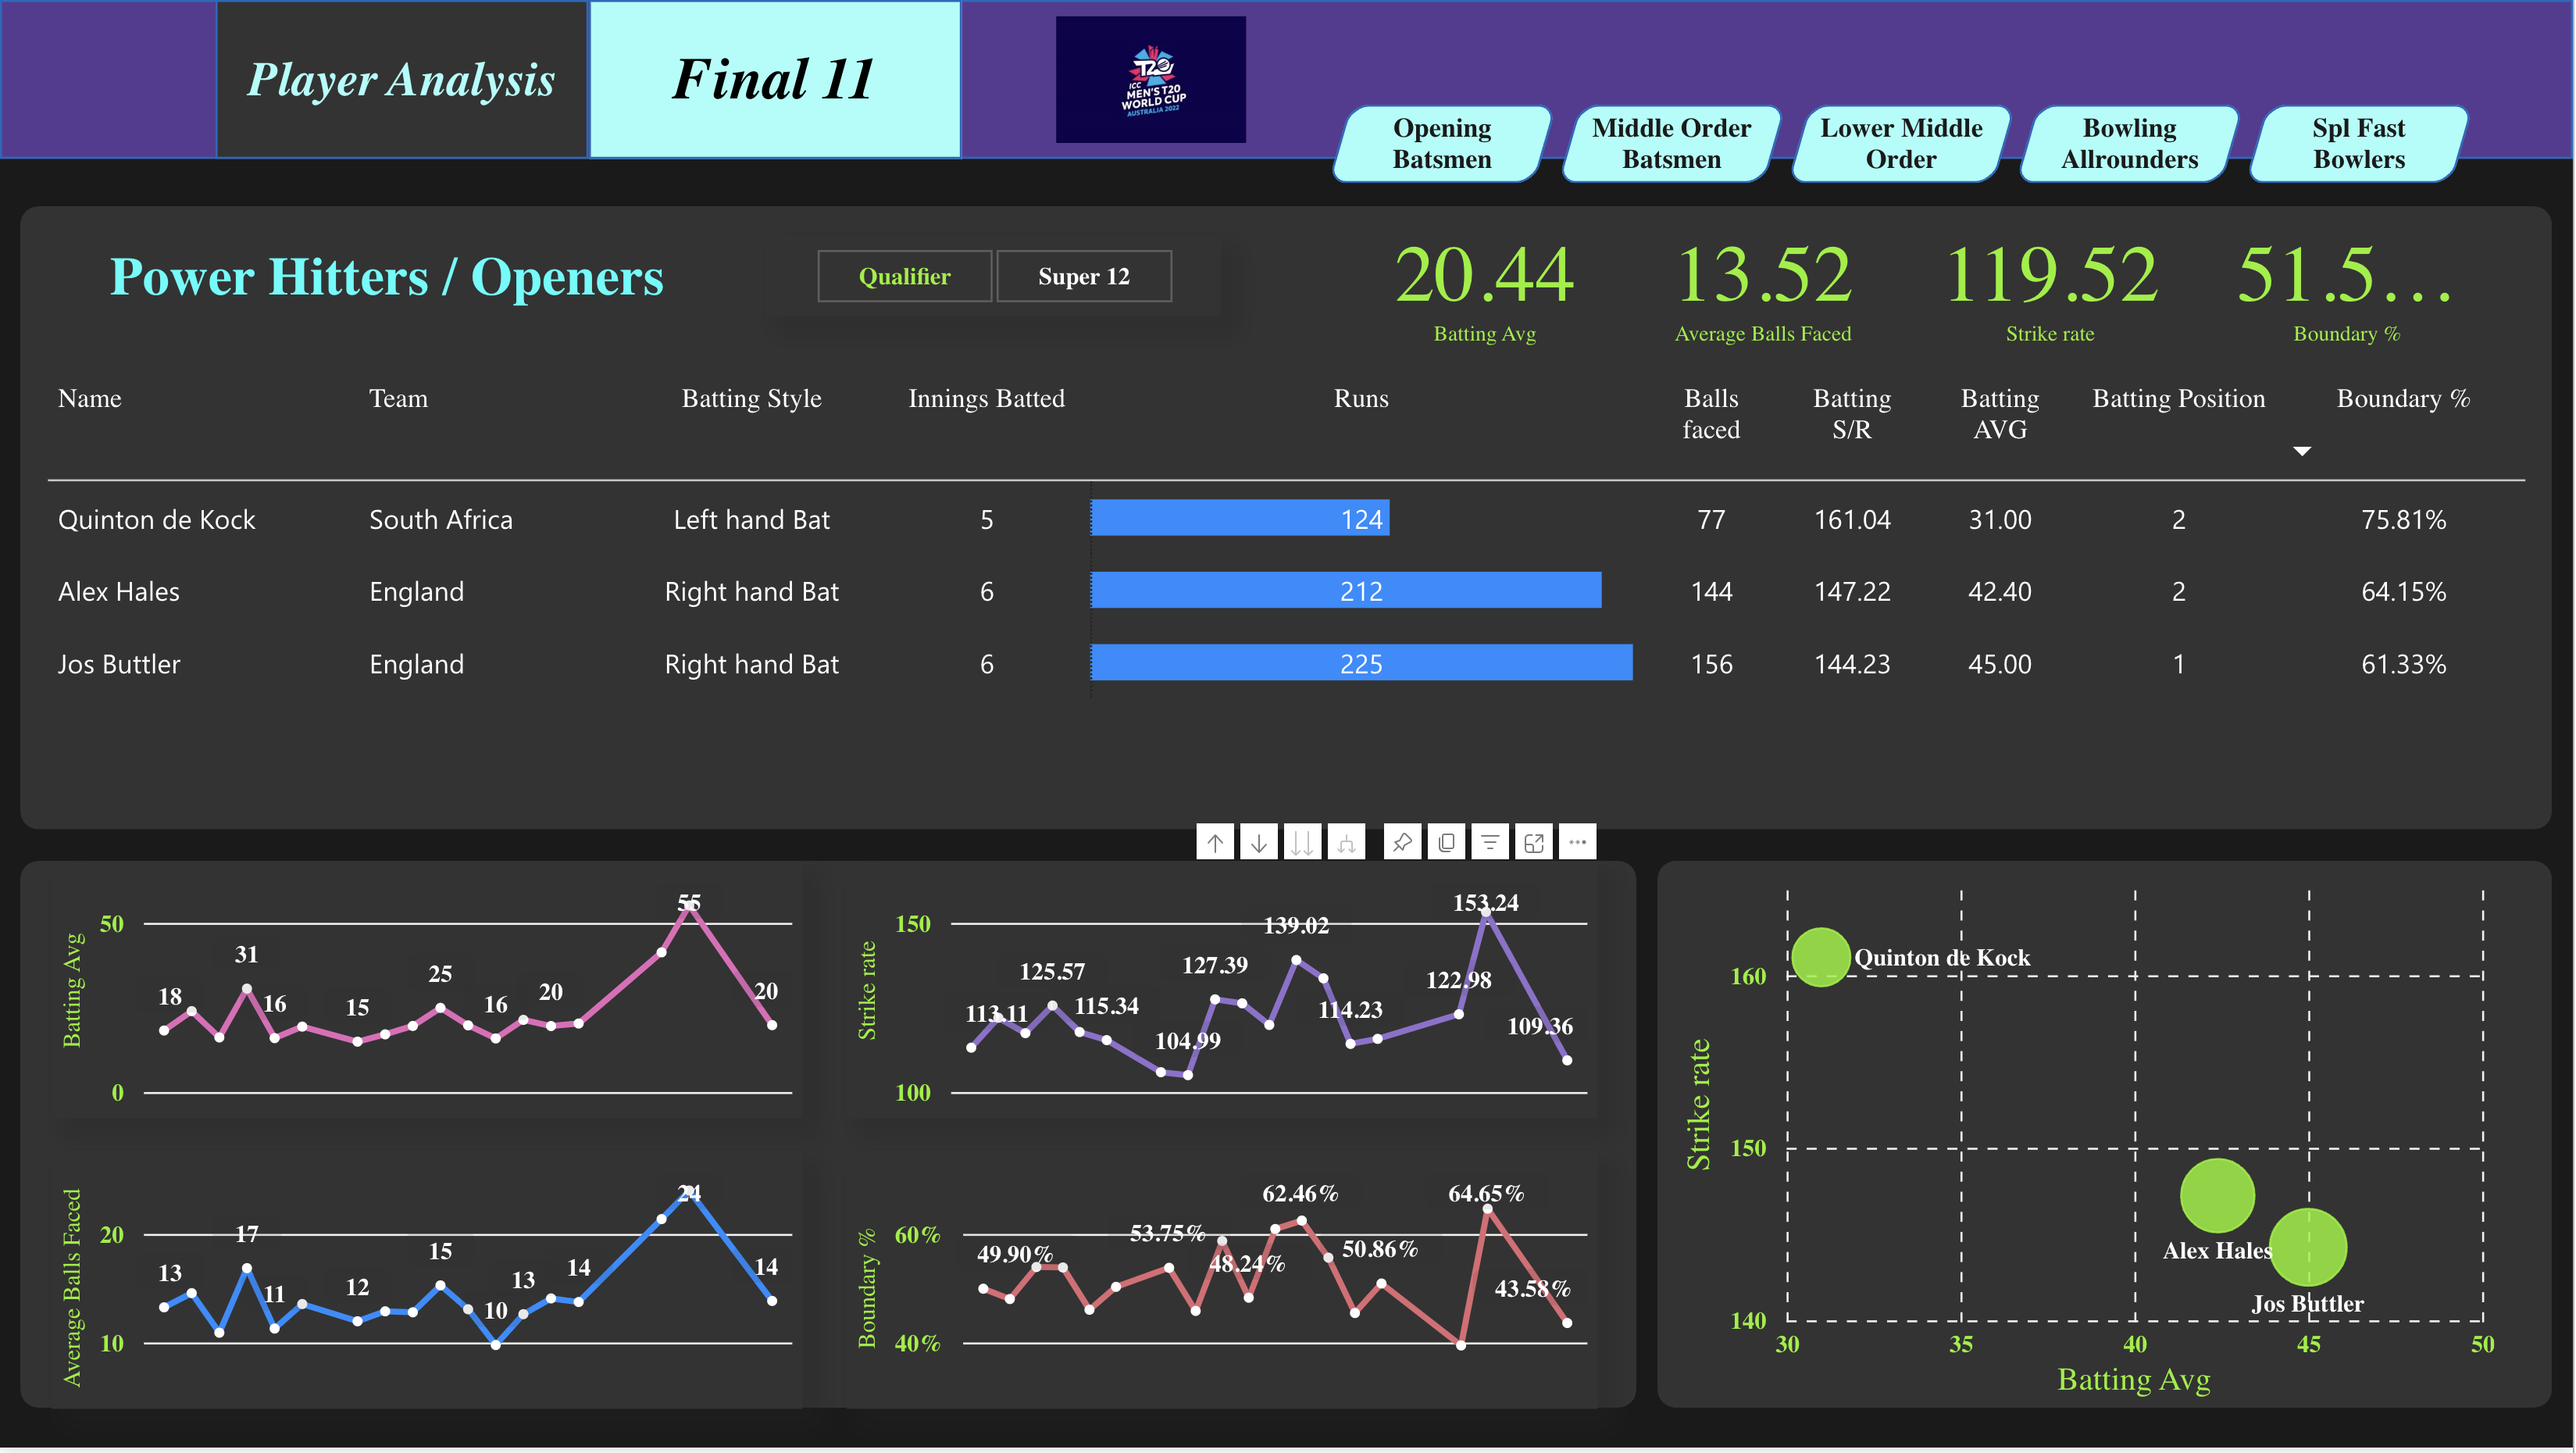 Player Analysis
Final 11
T20
ICC
MEN'S T20
WORLD CUP
AUSTRALIA 2022
Opening
Batsmen
Middle Order
Batsmen
Lower Middle
Order
Bowling
Allrounders
Spl Fast
Bowlers
Power Hitters / Openers
Qualifier
Super 12
20.44
Batting Avg
13.52
Average Balls Faced
119.52
Strike rate
51.5...
Boundary %
Name Team Batting Style Innings Batted Runs Balls faced Batting S/R Batting AVG Batting Position Boundary %
Quinton de Kock South Africa Left hand Bat 5 124 77 161.04 31.00 2 75.81%
Alex Hales England Right hand Bat 6 212 144 147.22 42.40 2 64.15%
Jos Buttler England Right hand Bat 6 225 156 144.23 45.00 1 61.33%
Batting Avg
50
0
18
31
16
15
25
16
20
55
20
Strike rate
150
100
113.11
125.57
115.34
104.99
127.39
139.02
114.23
122.98
153.24
109.36
Average Balls Faced
20
10
13
17
11
12
15
10
13
14
24
14
Boundary %
60%
40%
49.90%
53.75%
48.24%
62.46%
50.86%
64.65%
43.58%
Strike rate
160
150
140
Quinton de Kock
Alex Hales
Jos Buttler
30 35 40 45 50
Batting Avg